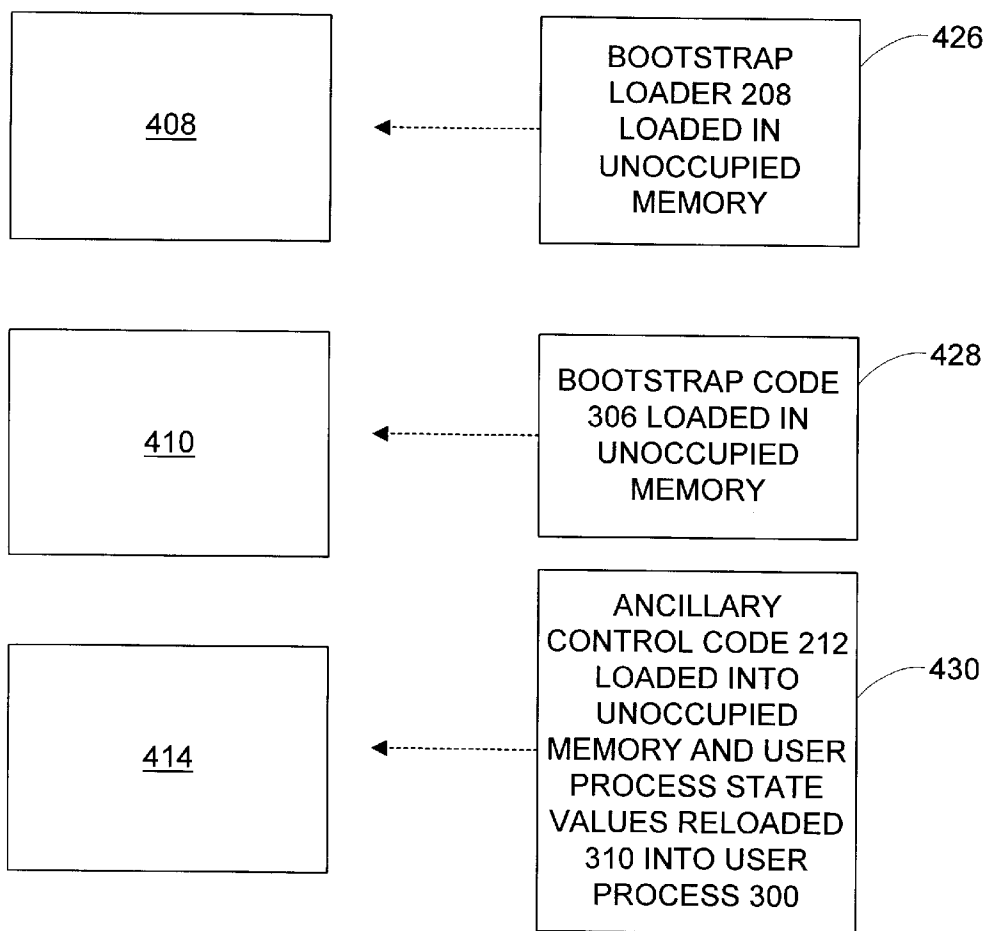 408
BOOTSTRAP
LOADER 208
LOADED IN
UNOCCUPIED
MEMORY
426
410
BOOTSTRAP CODE
306 LOADED IN
UNOCCUPIED
MEMORY
428
414
ANCILLARY
CONTROL CODE 212
LOADED INTO
UNOCCUPIED
MEMORY AND USER
PROCESS STATE
VALUES RELOADED
310 INTO USER
PROCESS 300
430